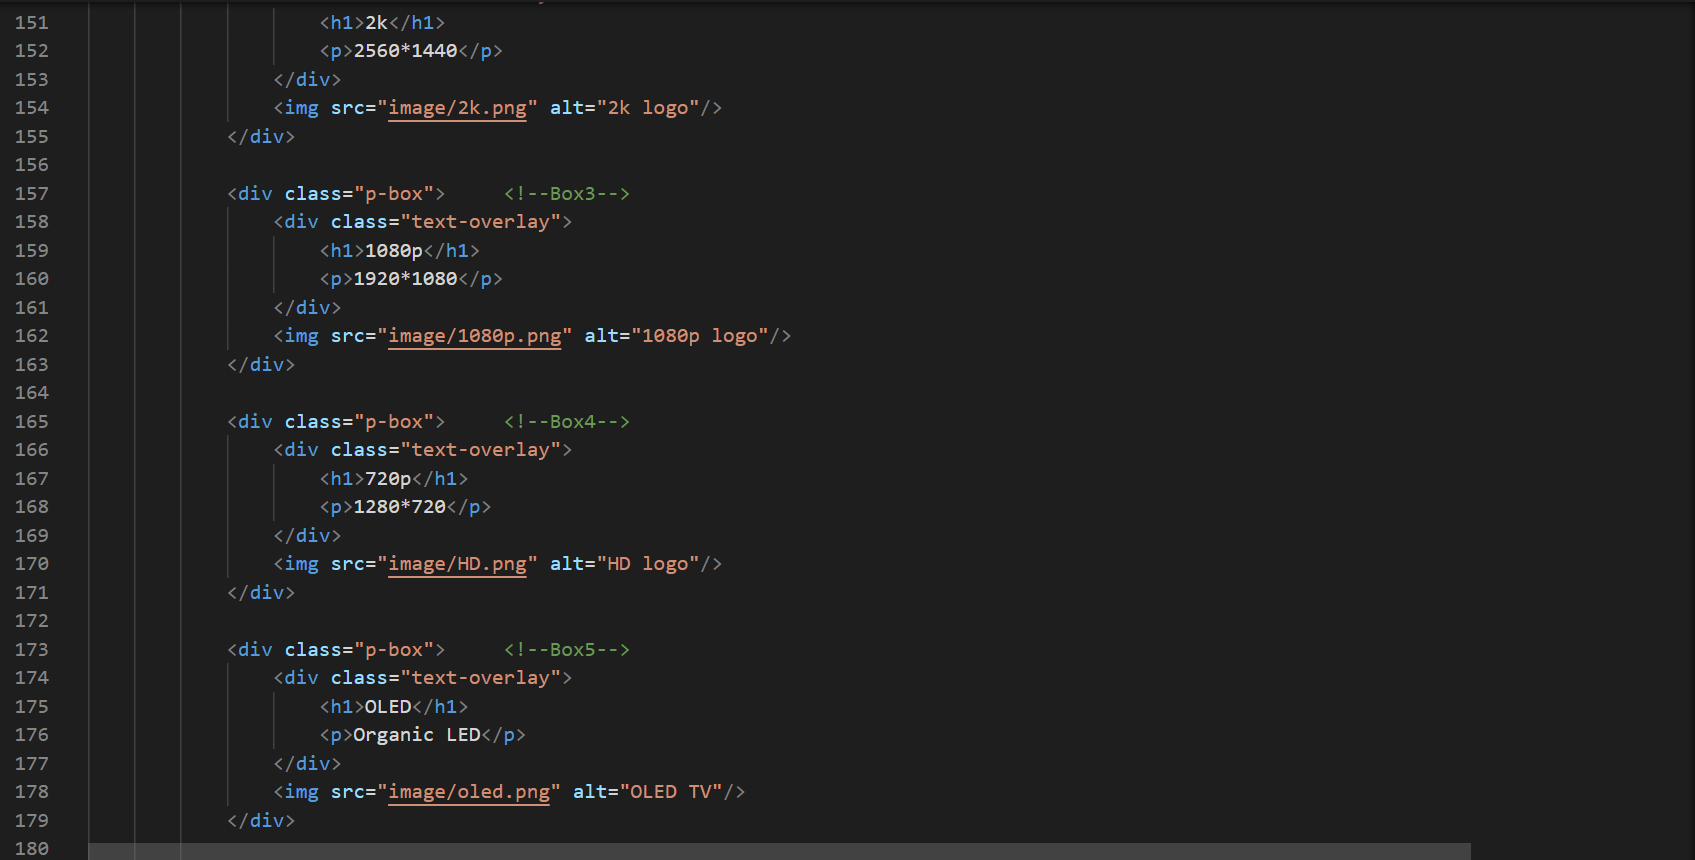 151 <h1>2k</h1>
152 <p>2560*1440</p>
153 </div>
154 <img src="image/2k.png" alt="2k logo"/>
155 </div>
156
157 <div class="p-box"> <!--Box3-->
158 <div class="text-overlay">
159 <h1>1080p</h1>
160 <p>1920*1080</p>
161 </div>
162 <img src="image/1080p.png" alt="1080p logo"/>
163 </div>
164
165 <div class="p-box"> <!--Box4-->
166 <div class="text-overlay">
167 <h1>720p</h1>
168 <p>1280*720</p>
169 </div>
170 <img src="image/HD.png" alt="HD logo"/>
171 </div>
172
173 <div class="p-box"> <!--Box5-->
174 <div class="text-overlay">
175 <h1>OLED</h1>
176 <p>Organic LED</p>
177 </div>
178 <img src="image/oled.png" alt="OLED TV"/>
179 </div>
180